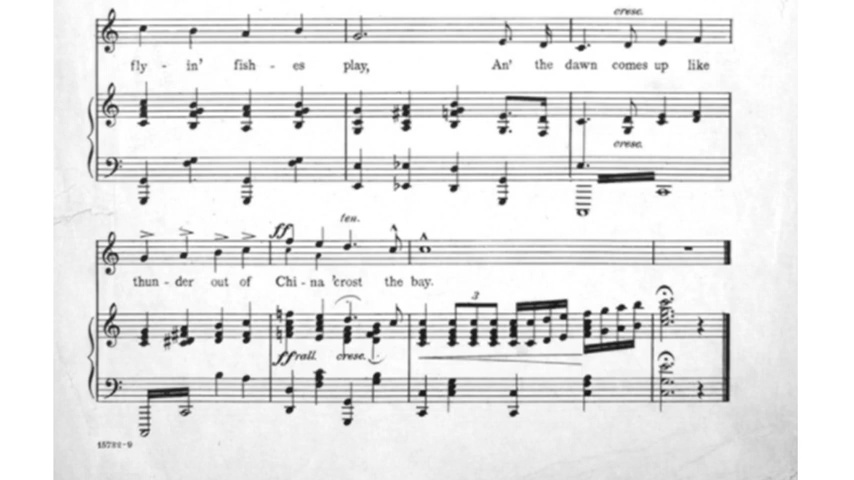 cresc.
fly - in' fish - es play, An' the dawn comes up like
cresc.
ff ten.
thun - der out of Chi - na 'crost the bay.
3
ff rall. cresc.
15782-9